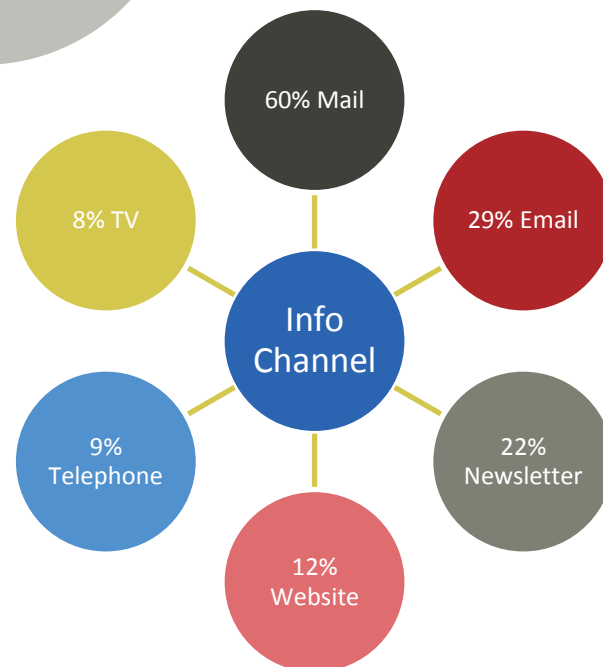 60% Mail
29% Email
22%
Newsletter
12%
Website
9%
Telephone
8% TV
Info
Channel